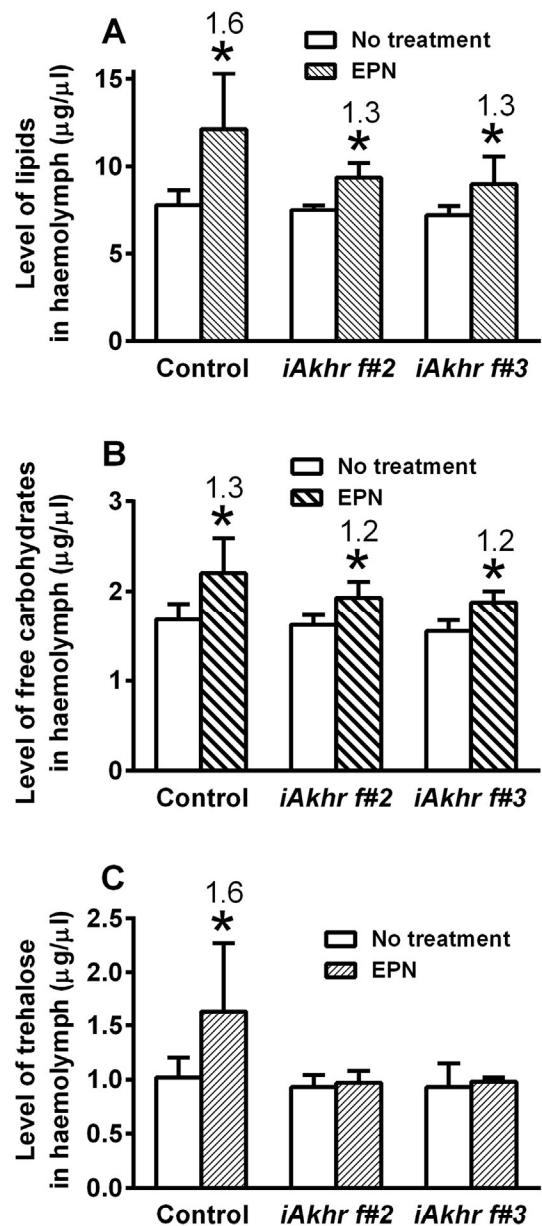 A
1.6
*
No treatment
EPN
1.3
*
1.3
*
Level of lipids
in haemolymph (µg/µl)
15
10
5
0
Control
iAkhr f#2
iAkhr f#3
B
1.3
*
No treatment
EPN
1.2
*
1.2
*
Level of free carbohydrates
in haemolymph (µg/µl)
3
2
1
0
Control
iAkhr f#2
iAkhr f#3
C
1.6
*
No treatment
EPN
Level of trehalose
in haemolymph (µg/µl)
2.5
2.0
1.5
1.0
0.5
0.0
Control
iAkhr f#2
iAkhr f#3